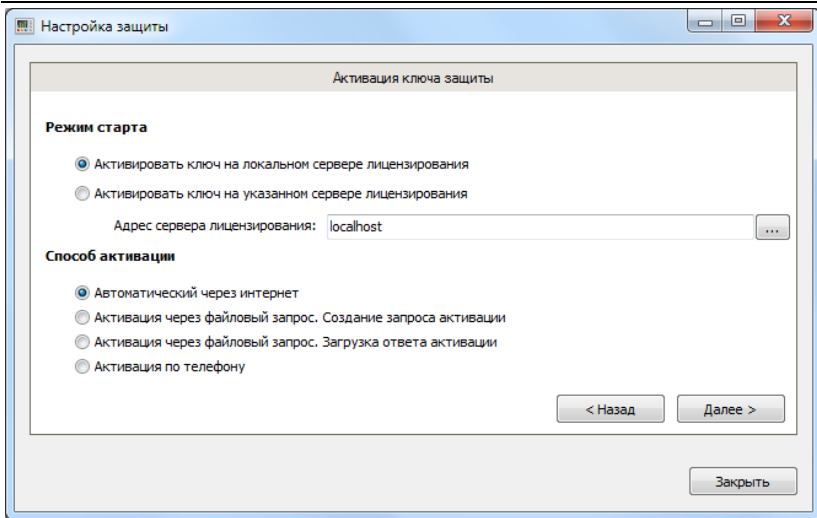 Настройка защиты
Активация ключа защиты
Режим старта
Активировать ключ на локальном сервере лицензирования
Активировать ключ на указанном сервере лицензирования
Адрес сервера лицензирования: localhost ...
Способ активации
Автоматический через интернет
Активация через файловый запрос. Создание запроса активации
Активация через файловый запрос. Загрузка ответа активации
Активация по телефону
< Назад Далее >
Закрыть